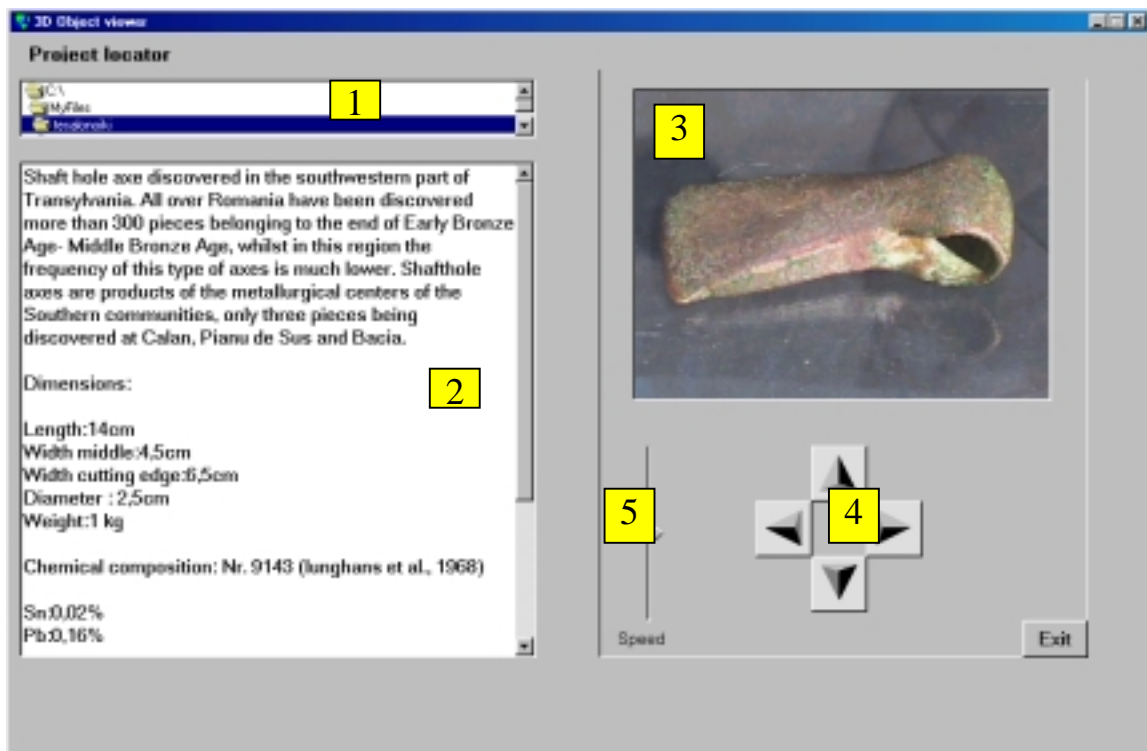 3D Object viewer
Project locator
C:\
MyFiles
1
3
Shaft hole axe discovered in the southwestern part of
Transylvania. All over Romania have been discovered
more than 300 pieces belonging to the end of Early Bronze
Age- Middle Bronze Age, whilst in this region the
frequency of this type of axes is much lower. Shafthole
axes are products of the metallurgical centers of the
Southern communities, only three pieces being
discovered at Calan, Pianu de Sus and Bacia.
Dimensions:
2
Length:14cm
Width middle:4,5cm
Width cutting edge:6,5cm
Diameter : 2,5cm
Weight:1 kg
Chemical composition: Nr. 9143 (Iunghans et al., 1968)
Sn:0,02%
Pb:0,16%
5
4
Speed
Exit